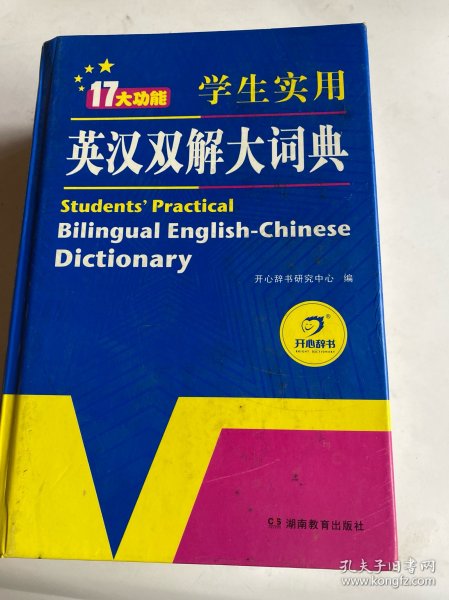 17大功能
学生实用
英汉双解大词典
Students' Practical
Bilingual English-Chinese
Dictionary
开心辞书研究中心 编
®
开心辞书
KAIXIN DICTIONARY
湖南教育出版社
孔夫子旧书网
www.kongfz.com